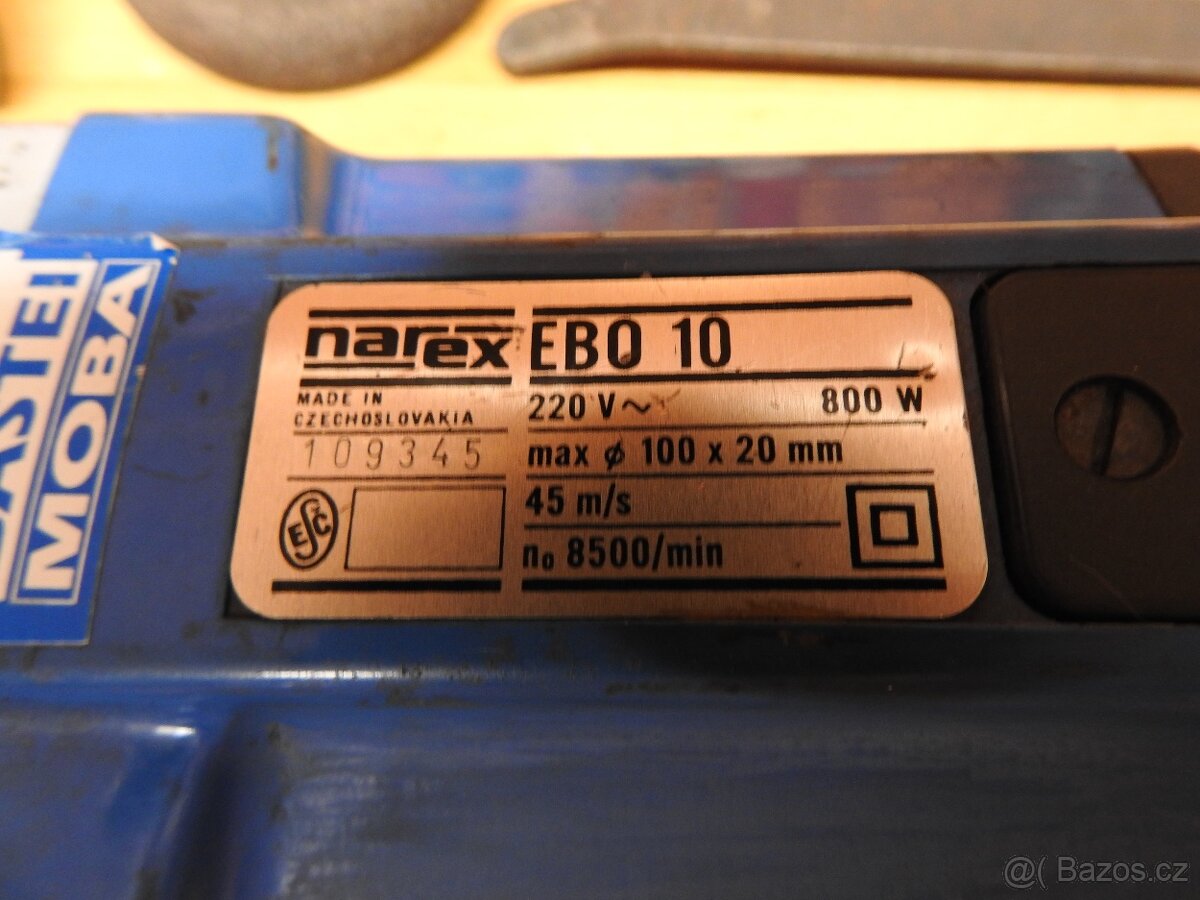 narex EBO 10
MADE IN
CZECHOSLOVAKIA
220 V~ 800 W
109345
max ø 100 x 20 mm
ESČ
45 m/s
n₀ 8500/min
MOBA
@( Bazos.cz